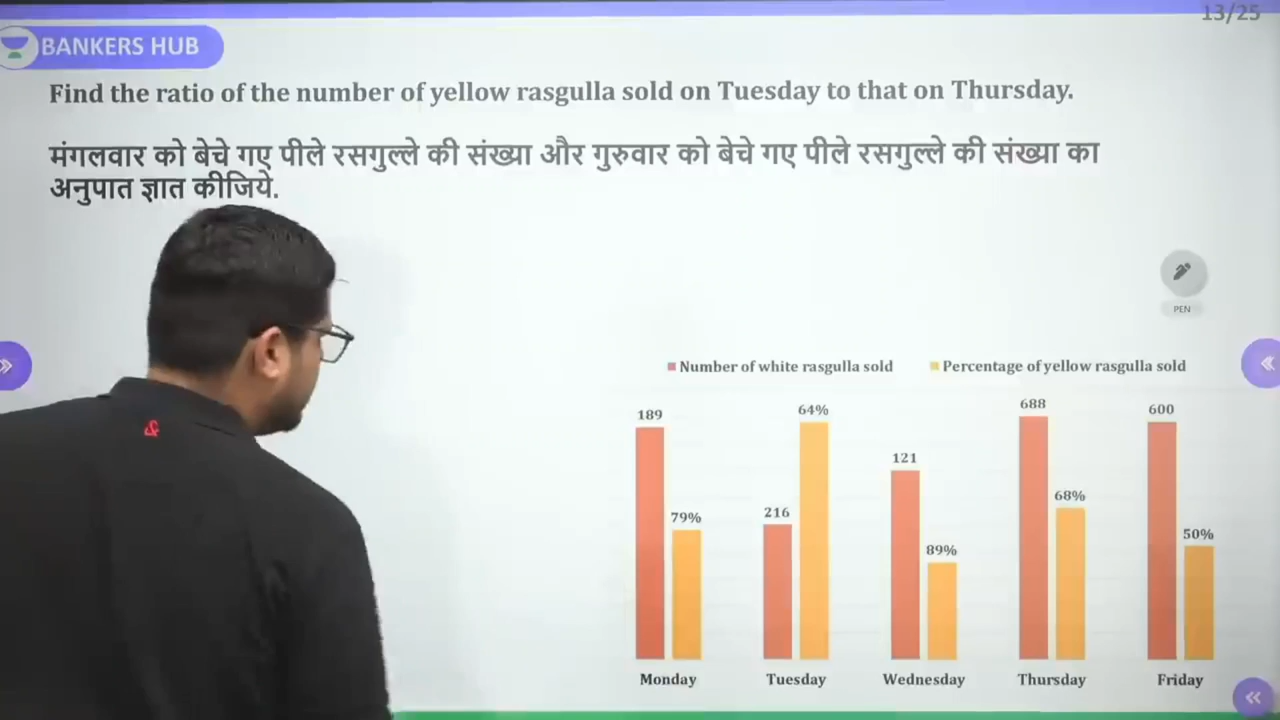 13/25
BANKERS HUB
Find the ratio of the number of yellow rasgulla sold on Tuesday to that on Thursday.
मंगलवार को बेचे गए पीले रसगुल्ले की संख्या और गुरुवार को बेचे गए पीले रसगुल्ले की संख्या का
अनुपात ज्ञात कीजिये.
PEN
Number of white rasgulla sold Percentage of yellow rasgulla sold
189 79% 216 64% 121 89% 688 68% 600 50%
Monday Tuesday Wednesday Thursday Friday